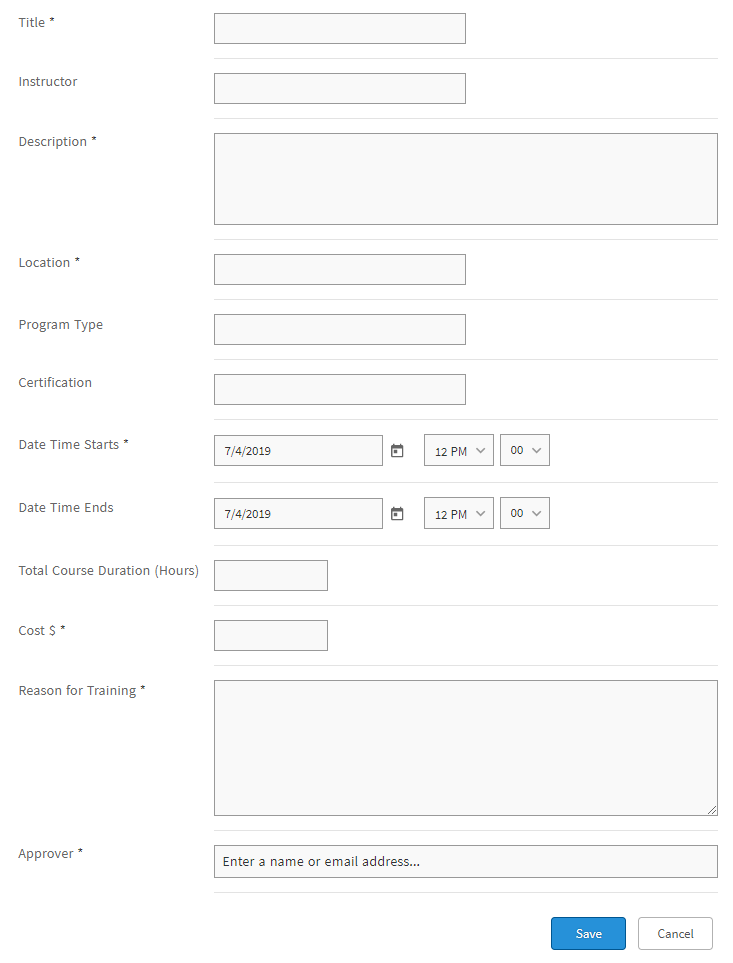 Title *
Instructor
Description *
Location *
Program Type
Certification
Date Time Starts * 7/4/2019 12 PM 00
Date Time Ends 7/4/2019 12 PM 00
Total Course Duration (Hours)
Cost $ *
Reason for Training *
Approver * Enter a name or email address...
Save Cancel